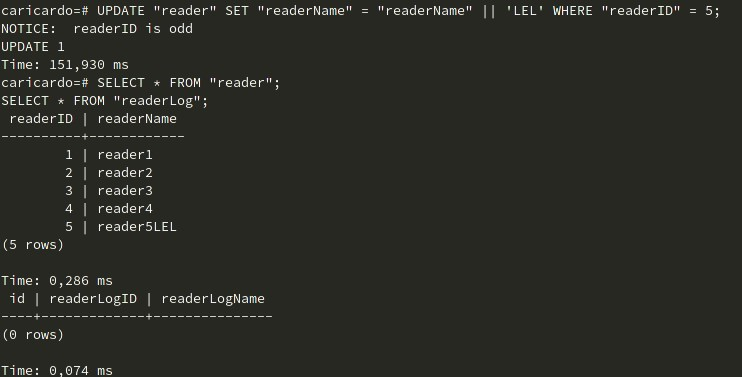 caricardo=# UPDATE "reader" SET "readerName" = "readerName" || 'LEL' WHERE "readerID" = 5;
NOTICE:  readerID is odd
UPDATE 1
Time: 151,930 ms
caricardo=# SELECT * FROM "reader";
SELECT * FROM "readerLog";
 readerID | readerName
----------+------------
        1 | reader1
        2 | reader2
        3 | reader3
        4 | reader4
        5 | reader5LEL
(5 rows)

Time: 0,286 ms
 id | readerLogID | readerLogName
----+-------------+---------------
(0 rows)

Time: 0,074 ms